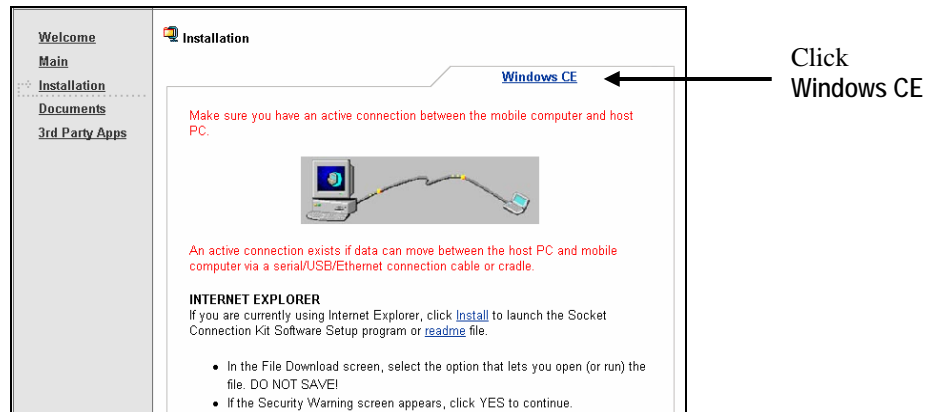 Welcome
Main
Installation
Documents
3rd Party Apps
Installation
Windows CE
Make sure you have an active connection between the mobile computer and host
PC.
An active connection exists if data can move between the host PC and mobile
computer via a serial/USB/Ethernet connection cable or cradle.
INTERNET EXPLORER
If you are currently using Internet Explorer, click Install to launch the Socket
Connection Kit Software Setup program or readme file.
• In the File Download screen, select the option that lets you open (or run) the
file. DO NOT SAVE!
• If the Security Warning screen appears, click YES to continue.
Click
Windows CE